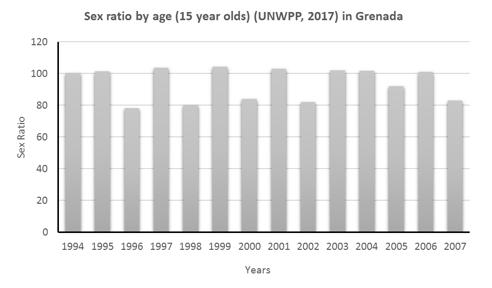 Sex ratio by age (15 year olds) (UNWPP, 2017) in Grenada
120
100
80
60
40
20
0
Sex Ratio
1994 1995 1996 1997 1998 1999 2000 2001 2002 2003 2004 2005 2006 2007
Years